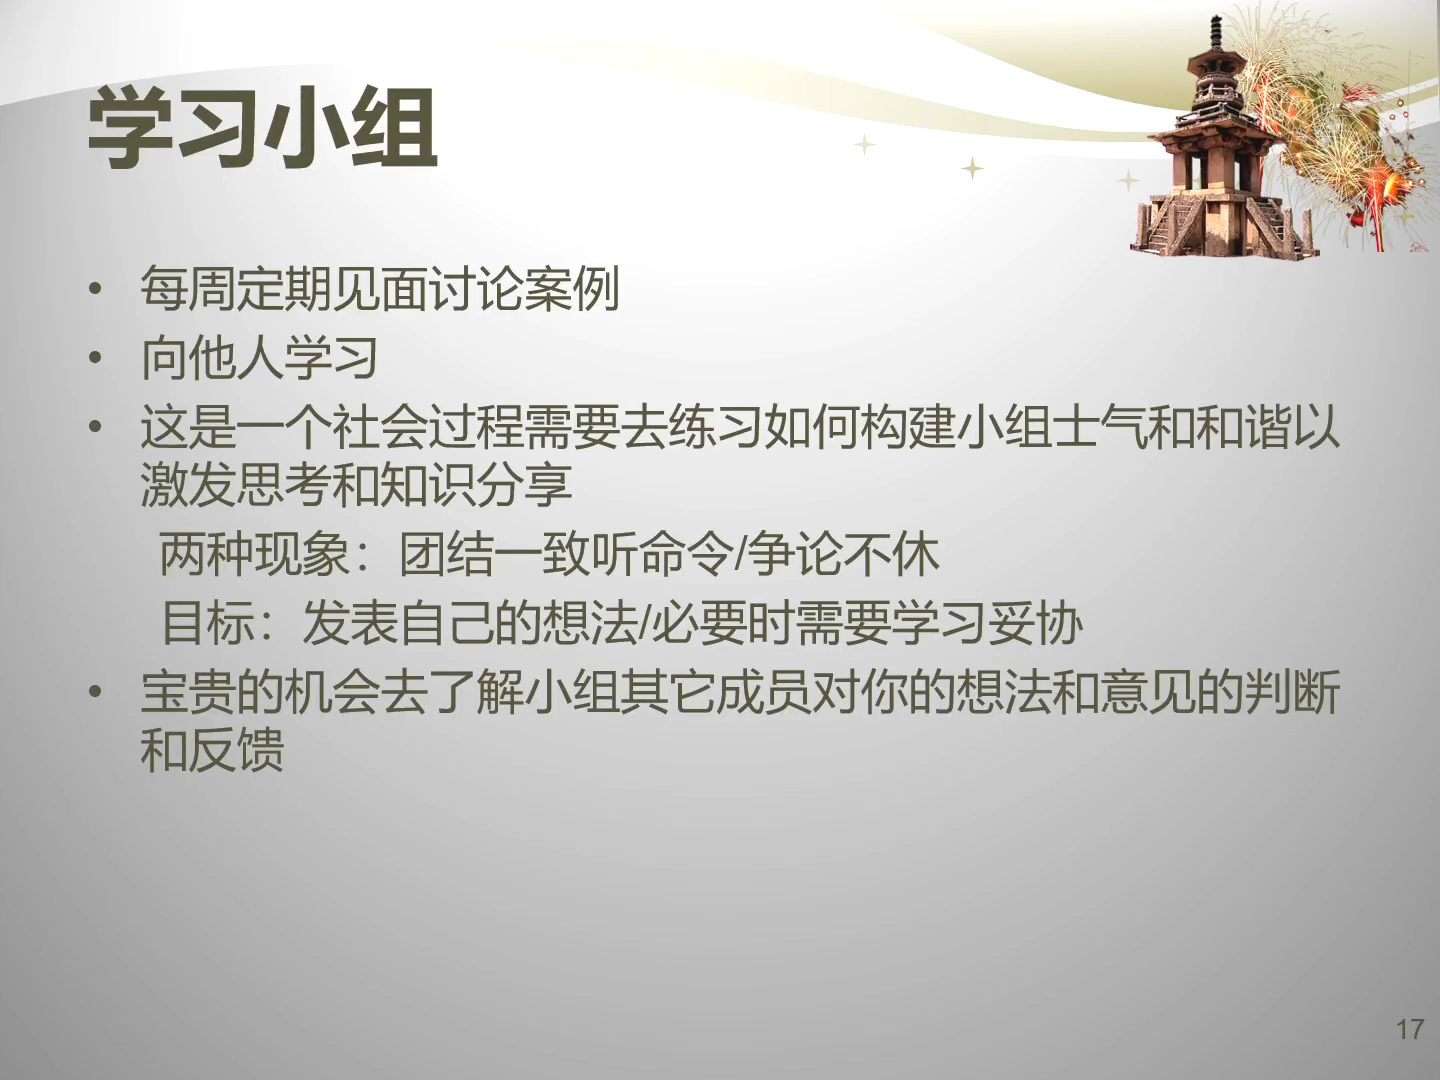 学习小组
• 每周定期见面讨论案例
• 向他人学习
• 这是一个社会过程需要去练习如何构建小组士气和和谐以
激发思考和知识分享
两种现象：团结一致听命令/争论不休
目标：发表自己的想法/必要时需要学习妥协
• 宝贵的机会去了解小组其它成员对你的想法和意见的判断
和反馈
17